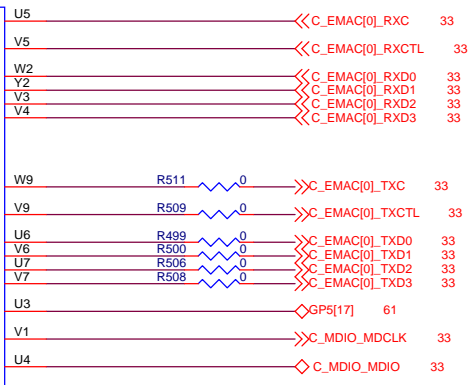 U5 C_EMAC[0]_RXC 33
V5 C_EMAC[0]_RXCTL 33
W2 C_EMAC[0]_RXD0 33
Y2 C_EMAC[0]_RXD1 33
V3 C_EMAC[0]_RXD2 33
V4 C_EMAC[0]_RXD3 33
W9 R511 0 C_EMAC[0]_TXC 33
V9 R509 0 C_EMAC[0]_TXCTL 33
U6 R499 0 C_EMAC[0]_TXD0 33
V6 R500 0 C_EMAC[0]_TXD1 33
U7 R506 0 C_EMAC[0]_TXD2 33
V7 R508 0 C_EMAC[0]_TXD3 33
U3 GP5[17] 61
V1 C_MDIO_MDCLK 33
U4 C_MDIO_MDIO 33